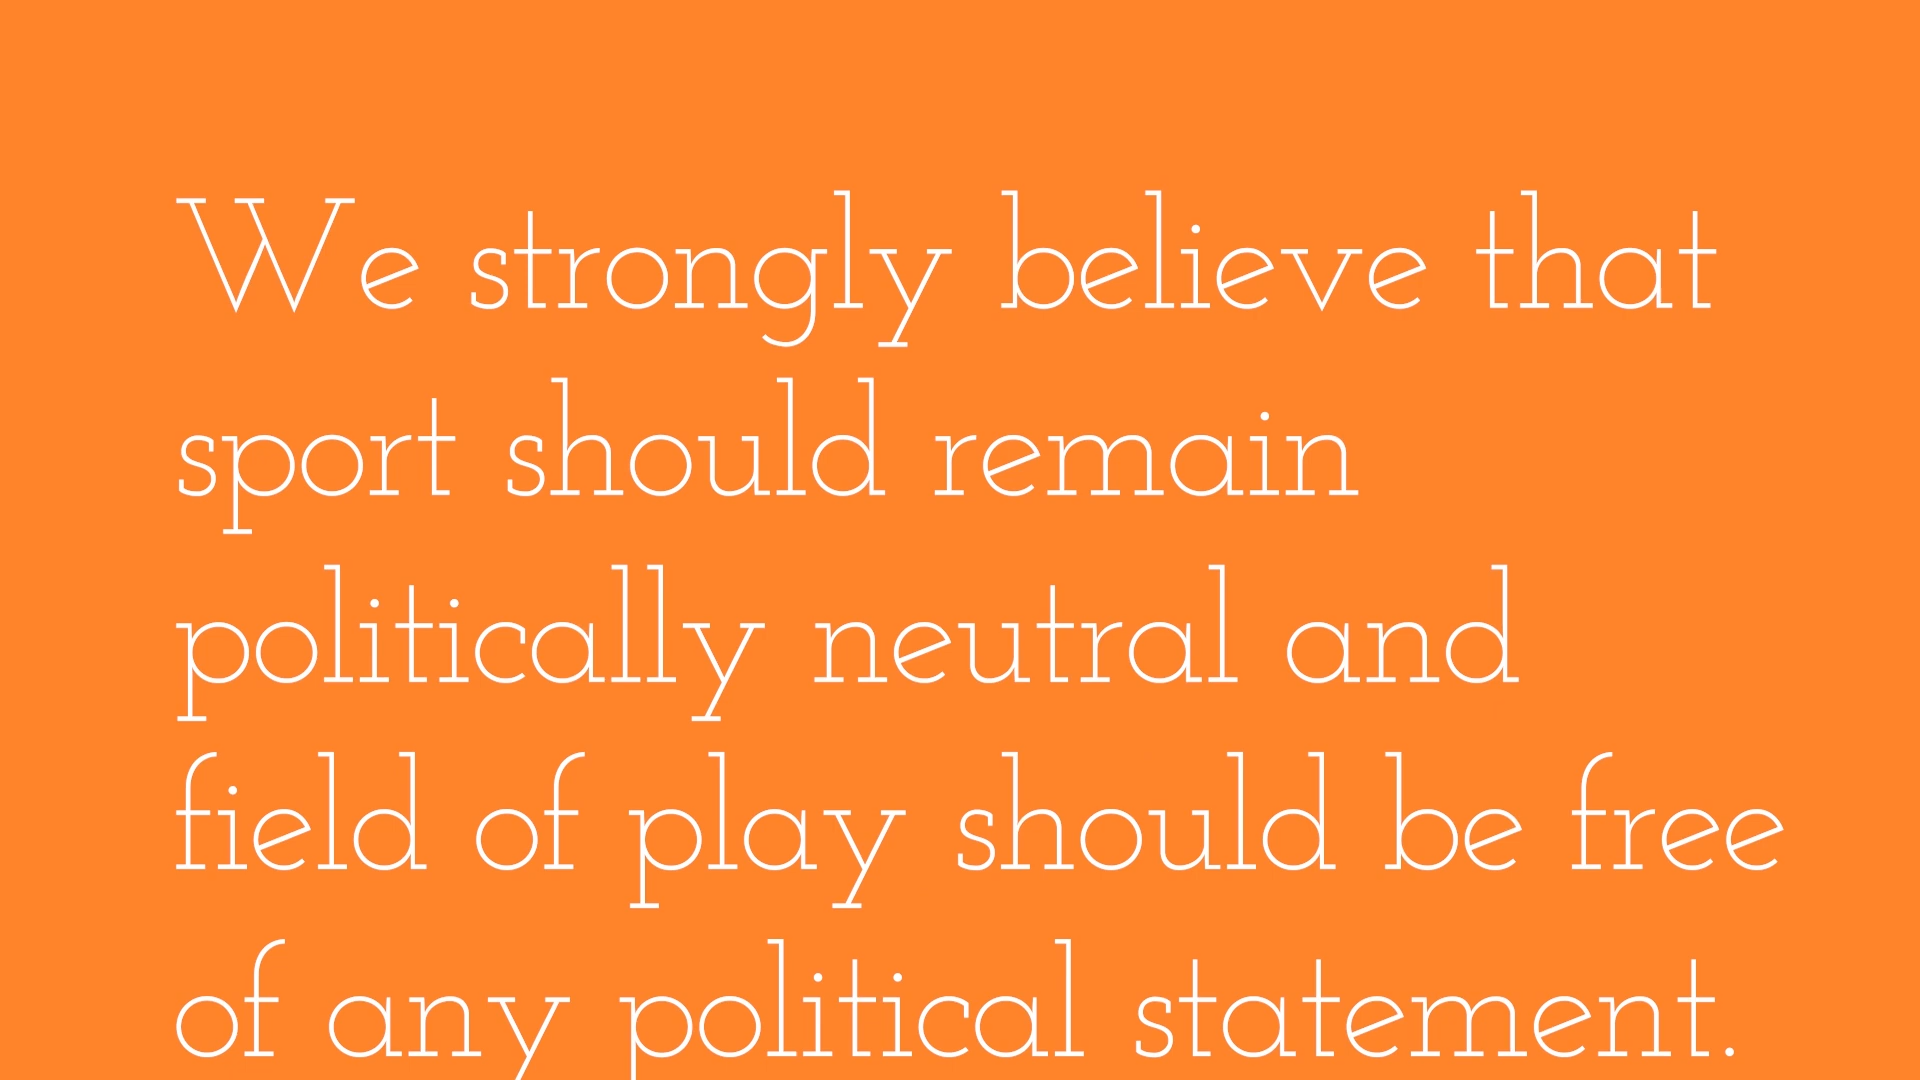 We strongly believe that
sport should remain
politically neutral and
field of play should be free
of any political statement.